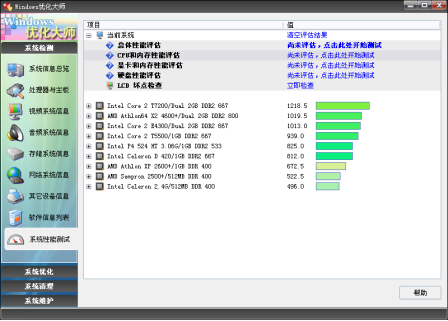 Windows优化大师
Windows
优化大师
系统检测
系统信息总览
处理器与主板
视频系统信息
音频系统信息
存储系统信息
网络系统信息
其它设备信息
软件信息列表
系统性能测试
系统优化
系统清理
系统维护
项目 值
当前系统 清空评估结果
总体性能评估 尚未评估，点击此处开始测试
CPU和内存性能评估 尚未评估，点击此处开始测试
显卡和内存性能评估 尚未评估，点击此处开始测试
硬盘性能评估 尚未评估，点击此处开始测试
LCD 坏点检查 立即检查
Intel Core 2 T7200/Dual 2GB DDR2 667 1218.5
AMD Athlon64 X2 4600+/Dual 2GB DDR2 800 1019.5
Intel Core 2 E4300/Dual 2GB DDR2 667 1013.0
Intel Core 2 T5500/1GB DDR2 667 939.0
Intel P4 524 HT 3.06G/1GB DDR2 533 825.0
Intel Celeron D 420/1GB DDR2 667 812.0
AMD Athlon XP 2600+/1GB DDR 400 672.5
AMD Sempron 2500+/512MB DDR 400 522.5
Intel Celeron 2.4G/512MB DDR 400 496.0
帮助